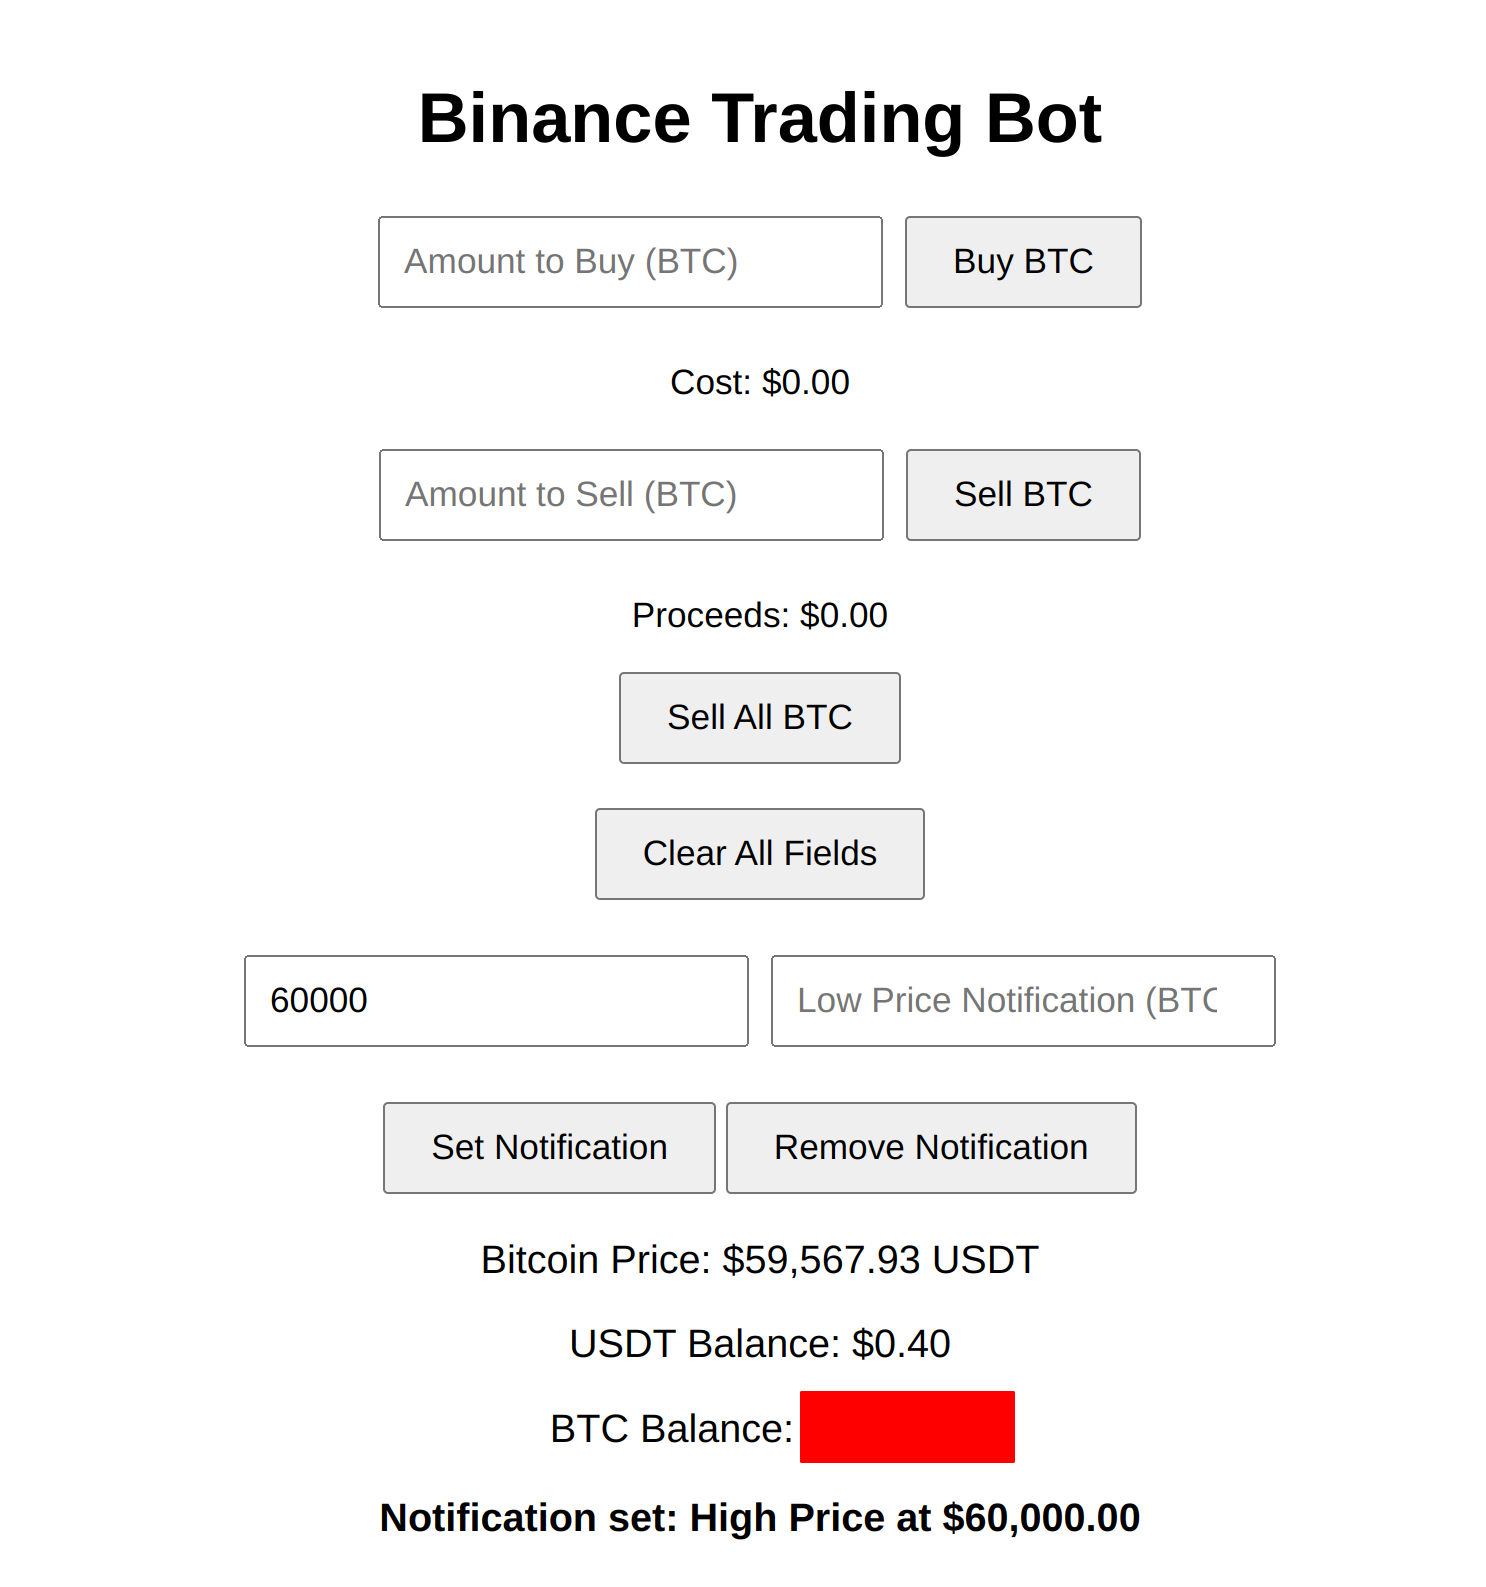 Binance Trading Bot
Amount to Buy (BTC) Buy BTC
Cost: $0.00
Amount to Sell (BTC) Sell BTC
Proceeds: $0.00
Sell All BTC
Clear All Fields
60000 Low Price Notification (BTC
Set Notification Remove Notification
Bitcoin Price: $59,567.93 USDT
USDT Balance: $0.40
BTC Balance:
Notification set: High Price at $60,000.00